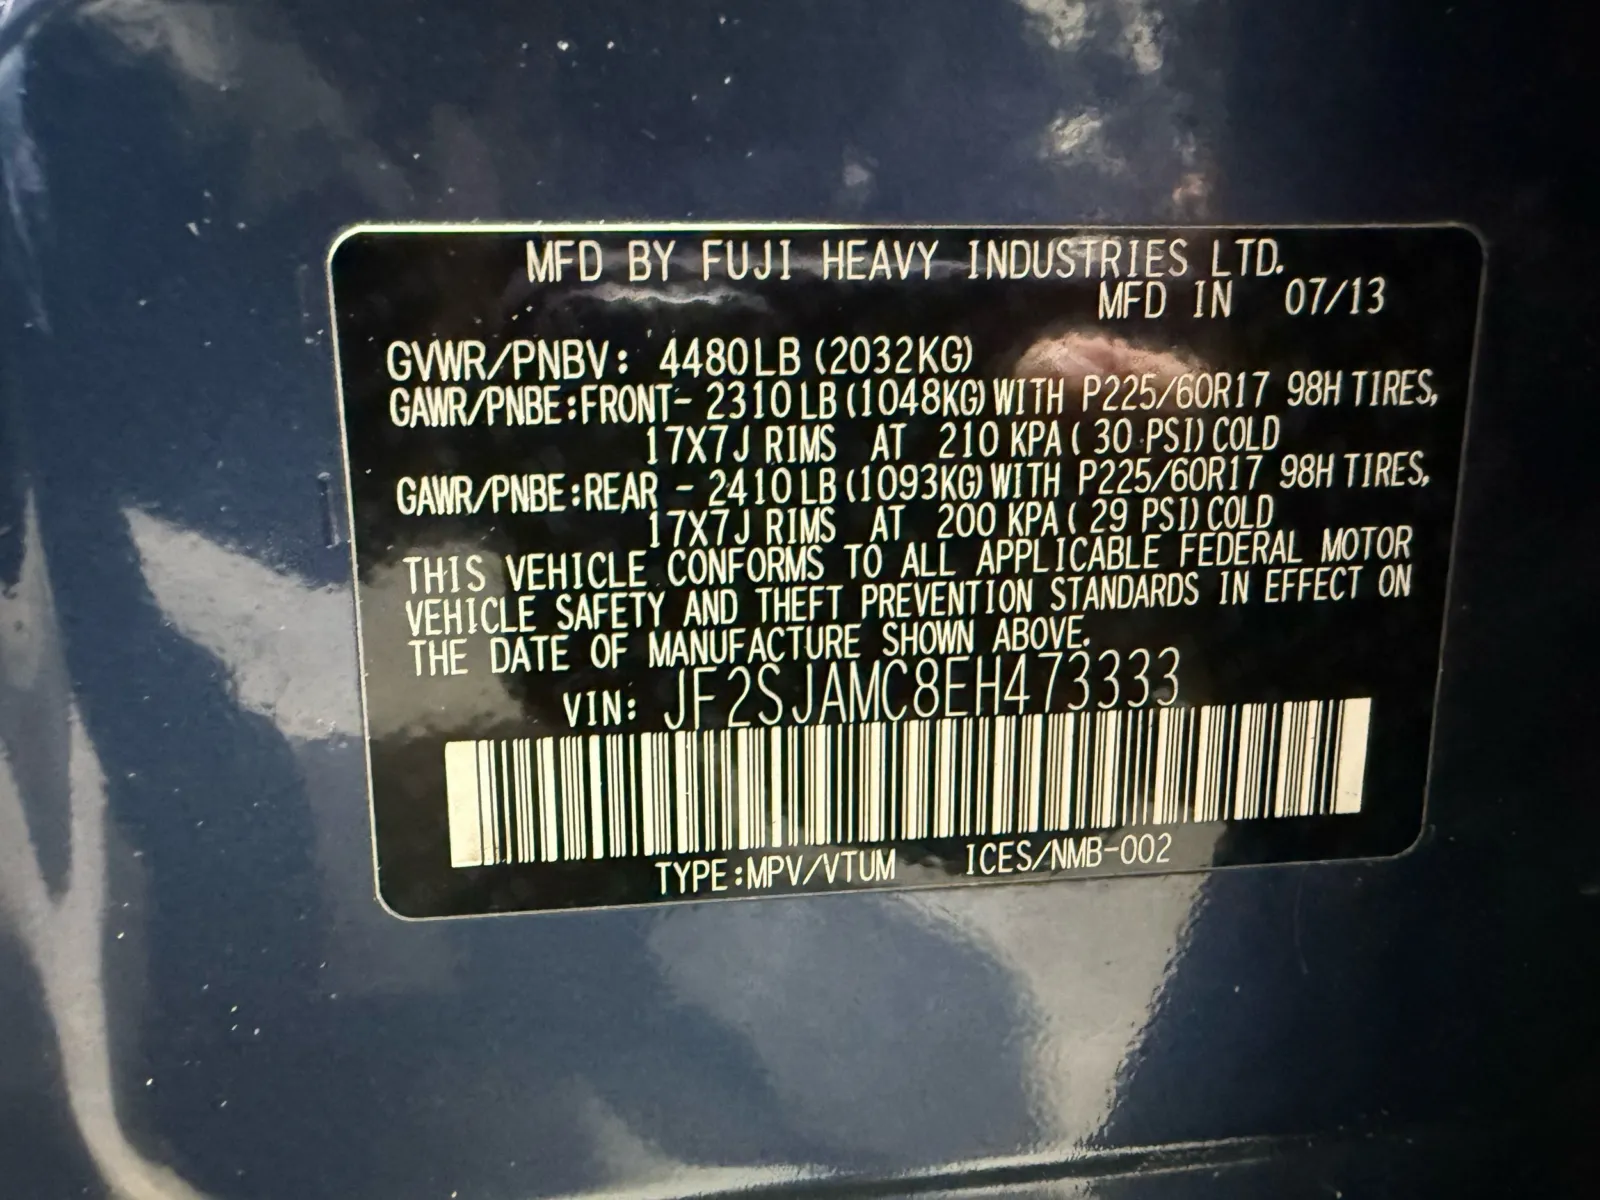 MFD BY FUJI HEAVY INDUSTRIES LTD.
MFD IN 07/13
GVWR/PNBV: 4480LB (2032KG)
GAWR/PNBE:FRONT- 2310 LB (1048KG) WITH P225/60R17 98H TIRES,
17X7J RIMS AT 210 KPA ( 30 PSI) COLD
GAWR/PNBE:REAR - 2410 LB (1093KG) WITH P225/60R17 98H TIRES,
17X7J RIMS AT 200 KPA ( 29 PSI) COLD
THIS VEHICLE CONFORMS TO ALL APPLICABLE FEDERAL MOTOR
VEHICLE SAFETY AND THEFT PREVENTION STANDARDS IN EFFECT ON
THE DATE OF MANUFACTURE SHOWN ABOVE.
VIN: JF2SJAMC8EH473333
TYPE:MPV/VTUM ICES/NMB-002